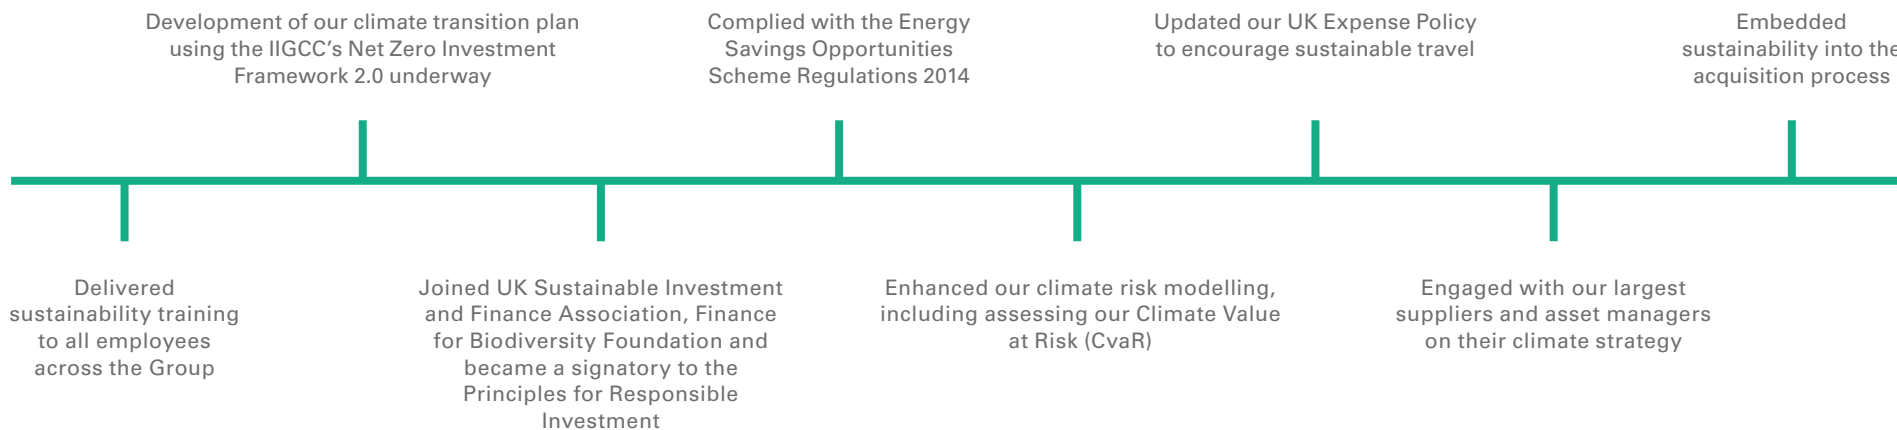 Development of our climate transition plan
using the IIGCC’s Net Zero Investment
Framework 2.0 underway
Complied with the Energy
Savings Opportunities
Scheme Regulations 2014
Updated our UK Expense Policy
to encourage sustainable travel
Embedded
sustainability into the
acquisition process
Delivered
sustainability training
to all employees
across the Group
Joined UK Sustainable Investment
and Finance Association, Finance
for Biodiversity Foundation and
became a signatory to the
Principles for Responsible
Investment
Enhanced our climate risk modelling,
including assessing our Climate Value
at Risk (CvaR)
Engaged with our largest
suppliers and asset managers
on their climate strategy